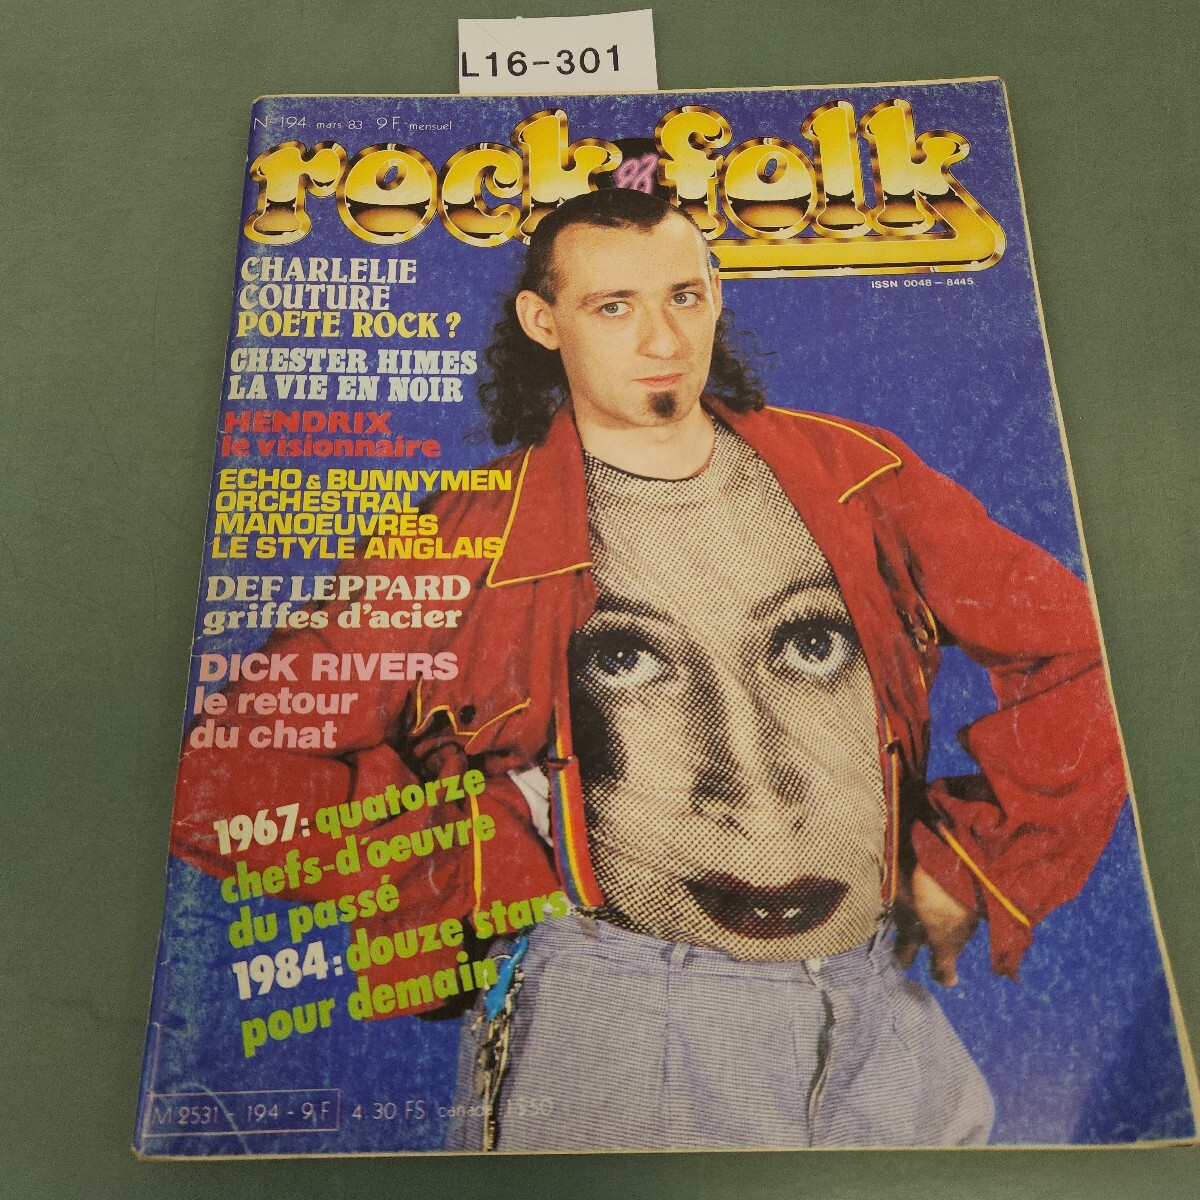 L16-301
N° 194 mars 83 9 F mensuel
rock & folk
ISSN 0048 – 8445
CHARLELIE
COUTURE
POETE ROCK ?
CHESTER HIMES
LA VIE EN NOIR
HENDRIX
le visionnaire
ECHO & BUNNYMEN
ORCHESTRAL
MANOEUVRES
LE STYLE ANGLAIS
DEF LEPPARD
griffes d'acier
DICK RIVERS
le retour
du chat
1967: quatorze
chefs-d'oeuvre
du passé
1984: douze stars
pour demain
M 2531 - 194 - 9 F 4.30 FS canada